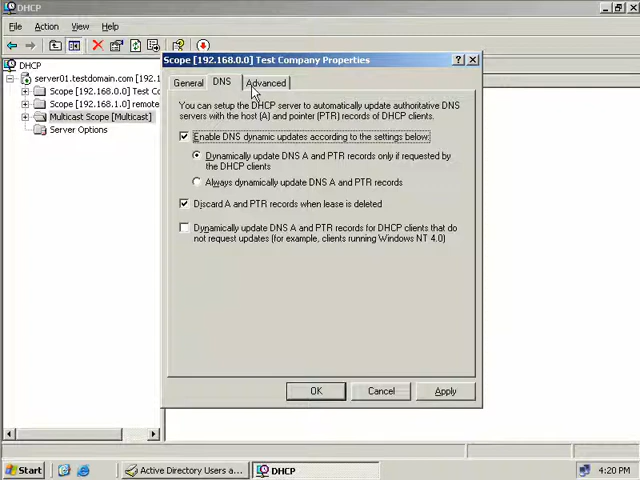 DHCP
File Action View Help
DHCP
server01.testdomain.com [192.1
Scope [192.168.0.0] Test Co
Scope [192.168.1.0] remote
Multicast Scope [Multicast]
Server Options
Scope [192.168.0.0] Test Company Properties
General DNS Advanced
You can setup the DHCP server to automatically update authoritative DNS
servers with the host (A) and pointer (PTR) records of DHCP clients.
Enable DNS dynamic updates according to the settings below:
Dynamically update DNS A and PTR records only if requested by
the DHCP clients
Always dynamically update DNS A and PTR records
Discard A and PTR records when lease is deleted
Dynamically update DNS A and PTR records for DHCP clients that do
not request updates (for example, clients running Windows NT 4.0)
OK Cancel Apply
Start Active Directory Users a... DHCP 4:20 PM